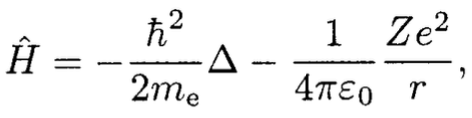 Ĥ = −ħ²/2mₑ Δ − 1/4πε₀ Ze²/r,